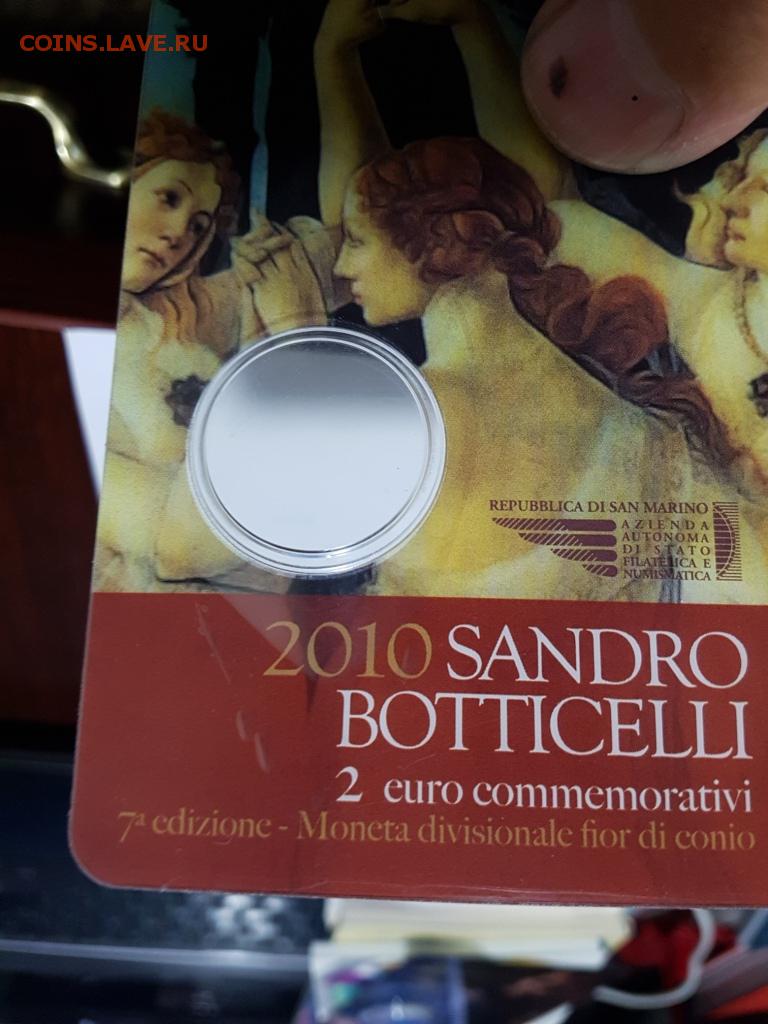 COINS.LAVE.RU
REPUBBLICA DI SAN MARINO
AZIENDA
AUTONOMA
DI STATO
FILATELICA E
NUMISMATICA
2010 SANDRO
BOTTICELLI
2 euro commemorativi
7ª edizione - Moneta divisionale fior di conio